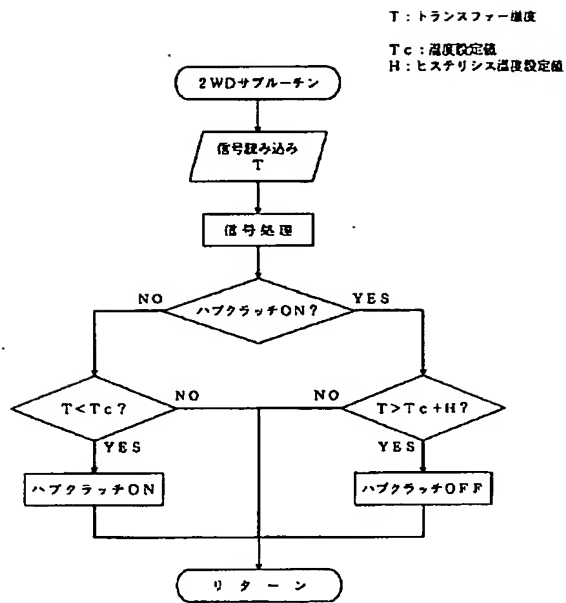 T:トランスファー温度
Tc:温度設定値
H:ヒステリシス温度設定値
2WDサブルーチン
信号読み込み
T
信号処理
ハブクラッチON?
NO
YES
T<Tc?
NO
YES
NO
T>Tc+H?
YES
ハブクラッチON
ハブクラッチOFF
リターン